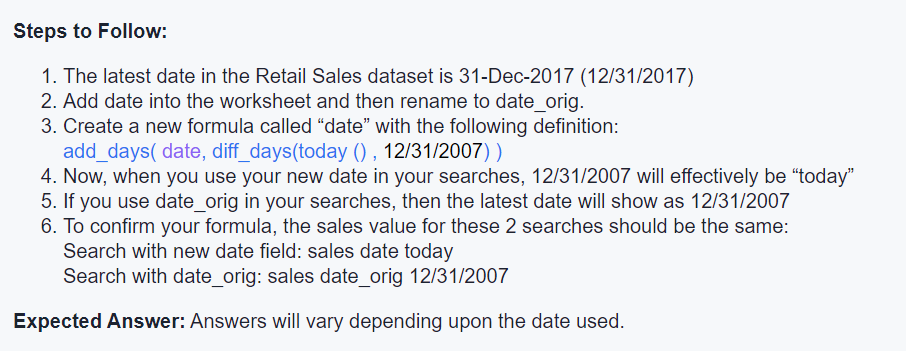 Steps to Follow:
1. The latest date in the Retail Sales dataset is 31-Dec-2017 (12/31/2017)
2. Add date into the worksheet and then rename to date_orig.
3. Create a new formula called “date” with the following definition:
add_days( date, diff_days(today () , 12/31/2007) )
4. Now, when you use your new date in your searches, 12/31/2007 will effectively be “today”
5. If you use date_orig in your searches, then the latest date will show as 12/31/2007
6. To confirm your formula, the sales value for these 2 searches should be the same:
Search with new date field: sales date today
Search with date_orig: sales date_orig 12/31/2007
Expected Answer: Answers will vary depending upon the date used.